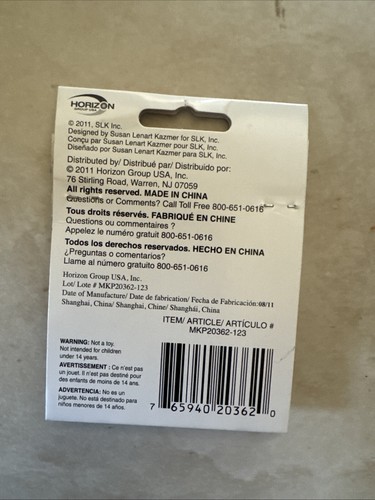 HORIZON
GROUP USA
© 2011, SLK Inc.
Designed by Susan Lenart Kazmer for SLK, Inc.
Conçu par Susan Lenart Kazmer pour SLK, Inc.
Diseñado por Susan Lenart Kazmer para SLK, Inc.
Distributed by/ Distribué par/ Distribuido por:
© 2011 Horizon Group USA, Inc.
76 Stirling Road, Warren, NJ 07059
All rights reserved. MADE IN CHINA
Questions or Comments? Call Toll Free 800-651-0616
Tous droits réservés. FABRIQUÉ EN CHINE
Questions ou commentaires ?
Appelez le numéro gratuit 800-651-0616
Todos los derechos reservados. HECHO EN CHINA
¿Preguntas o comentarios?
Llame al número gratuito 800-651-0616
Horizon Group USA, Inc.
Lot/ Lote # MKP20362-123
Date of Manufacture/ Date de fabrication/ Fecha de Fabricación:08/11
Shanghai, China/ Shanghai, Chine/ Shanghái, China
ITEM/ ARTICLE/ ARTÍCULO #
MKP20362-123
WARNING: Not a toy.
Not intended for children
under 14 years.
AVERTISSEMENT : Ce n'est pas
un jouet. Il n'est pas destiné pour
des enfants de moins de 14 ans.
ADVERTENCIA: No es un
juguete. No está destinado para
niños menores de 14 años.
7 65940 20362 0